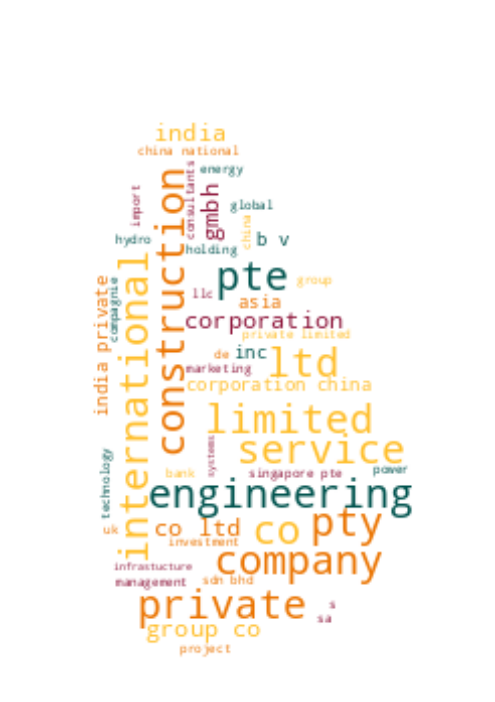 india
china national
energy
consultants
construction
import
gmbh
global
china
hydro
b v
holding
international
pte
group
compagnie
india private
llc
asia
corporation
private limited
de
inc
ltd
marketing
corporation china
limited
service
systems
technology
bank
singapore pte
power
engineering
uk
co ltd
co
pty
investment
company
infrastucture
management
sdn bhd
private
s
sa
group co
project